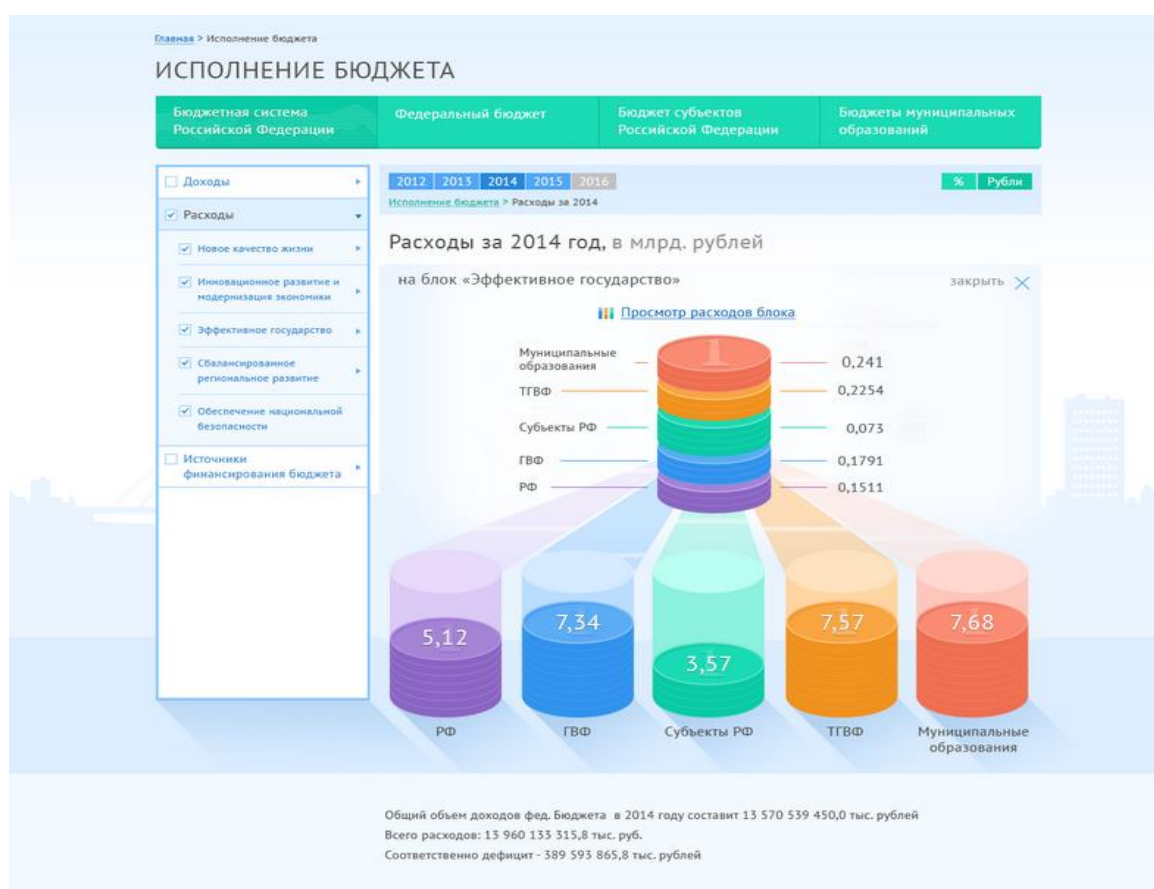 Главная > Исполнение бюджета
ИСПОЛНЕНИЕ БЮДЖЕТА
Бюджетная система
Российской Федерации
Федеральный бюджет
Бюджет субъектов
Российской Федерации
Бюджеты муниципальных
образований
Доходы
Расходы
Новое качество жизни
Инновационное развитие и
модернизация экономики
Эффективное государство
Сбалансированное
региональное развитие
Обеспечение национальной
безопасности
Источники
финансирования бюджета
2012 2013 2014 2015 2016
% Рубли
Исполнение бюджета > Расходы за 2014
Расходы за 2014 год, в млрд. рублей
на блок «Эффективное государство»
закрыть
Просмотр расходов блока
1
Муниципальные
образования
0,241
ТГВФ
0,2254
Субъекты РФ
0,073
ГВФ
0,1791
РФ
0,1511
5,12
7,34
3,57
7,57
7,68
РФ
ГВФ
Субъекты РФ
ТГВФ
Муниципальные
образования
Общий объем доходов фед. Бюджета в 2014 году составит 13 570 539 450,0 тыс. рублей
Всего расходов: 13 960 133 315,8 тыс. руб.
Соответственно дефицит - 389 593 865,8 тыс. рублей